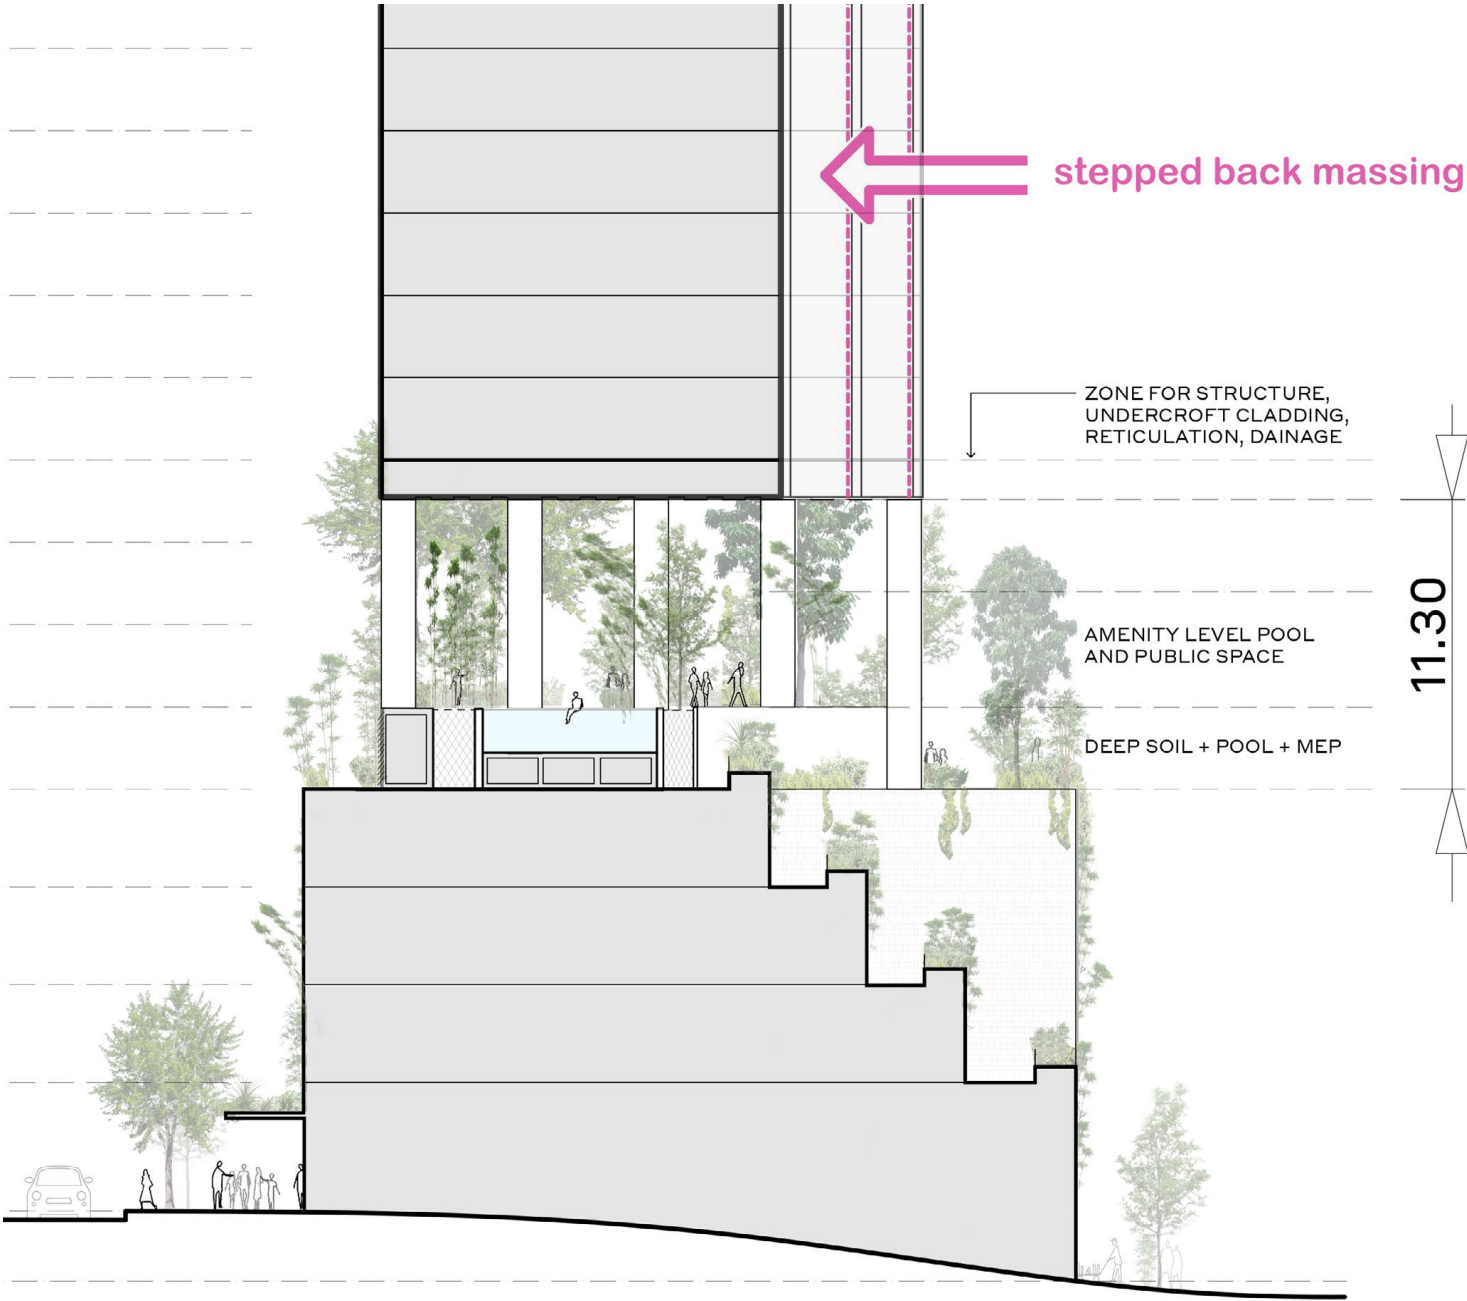 stepped back massing
ZONE FOR STRUCTURE,
UNDERCROFT CLADDING,
RETICULATION, DAINAGE
11.30
AMENITY LEVEL POOL
AND PUBLIC SPACE
DEEP SOIL + POOL + MEP